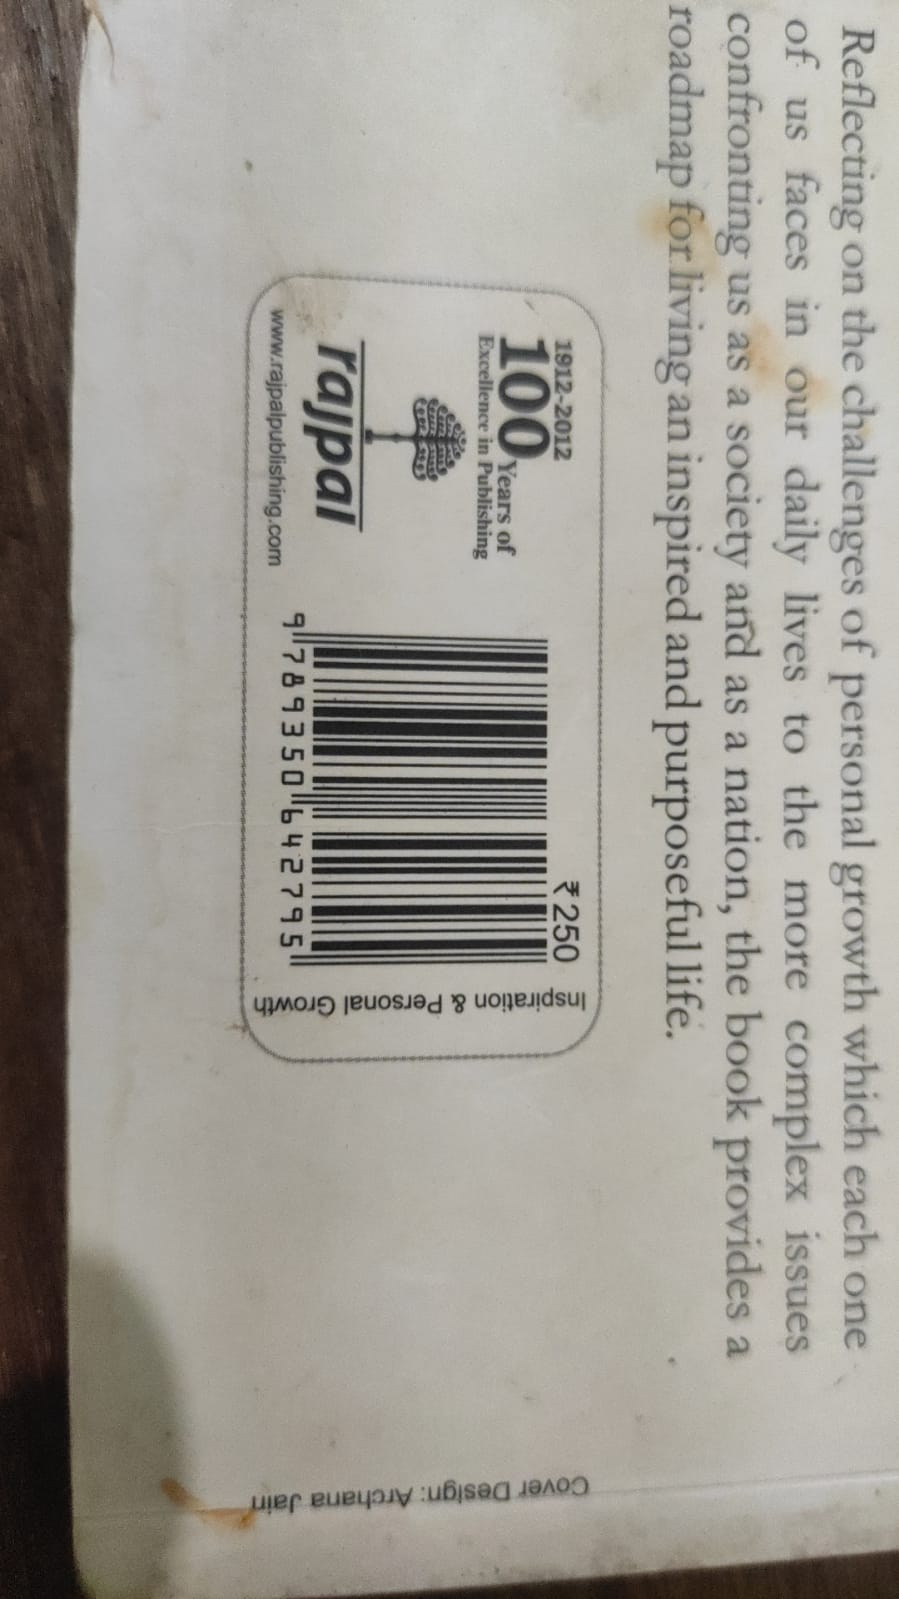 Reflecting on the challenges of personal growth which each one
of us faces in our daily lives to the more complex issues
confronting us as a society and as a nation, the book provides a
roadmap for living an inspired and purposeful life.
1912-2012
100 Years of
Excellence in Publishing
rajpal
www.rajpalpublishing.com
₹250
9 789350 642795
Inspiration & Personal Growth
Cover Design: Archana Jain